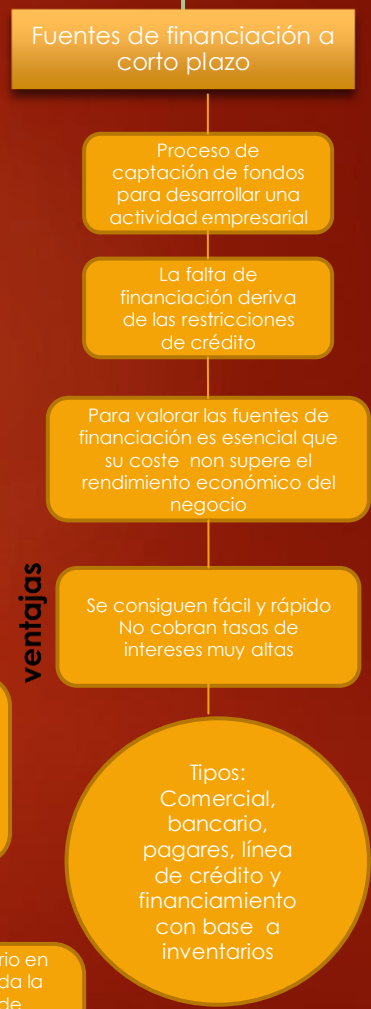 Fuentes de financiación a
corto plazo
Proceso de
captación de fondos
para desarrollar una
actividad empresarial
La falta de
financiación deriva
de las restricciones
de crédito
Para valorar las fuentes de
financiación es esencial que
su coste non supere el
rendimiento económico del
negocio
ventajas
Se consiguen fácil y rápido
No cobran tasas de
intereses muy altas
Tipos:
Comercial,
bancario,
pagares, línea
de crédito y
financiamiento
con base a
inventarios
en
la
de